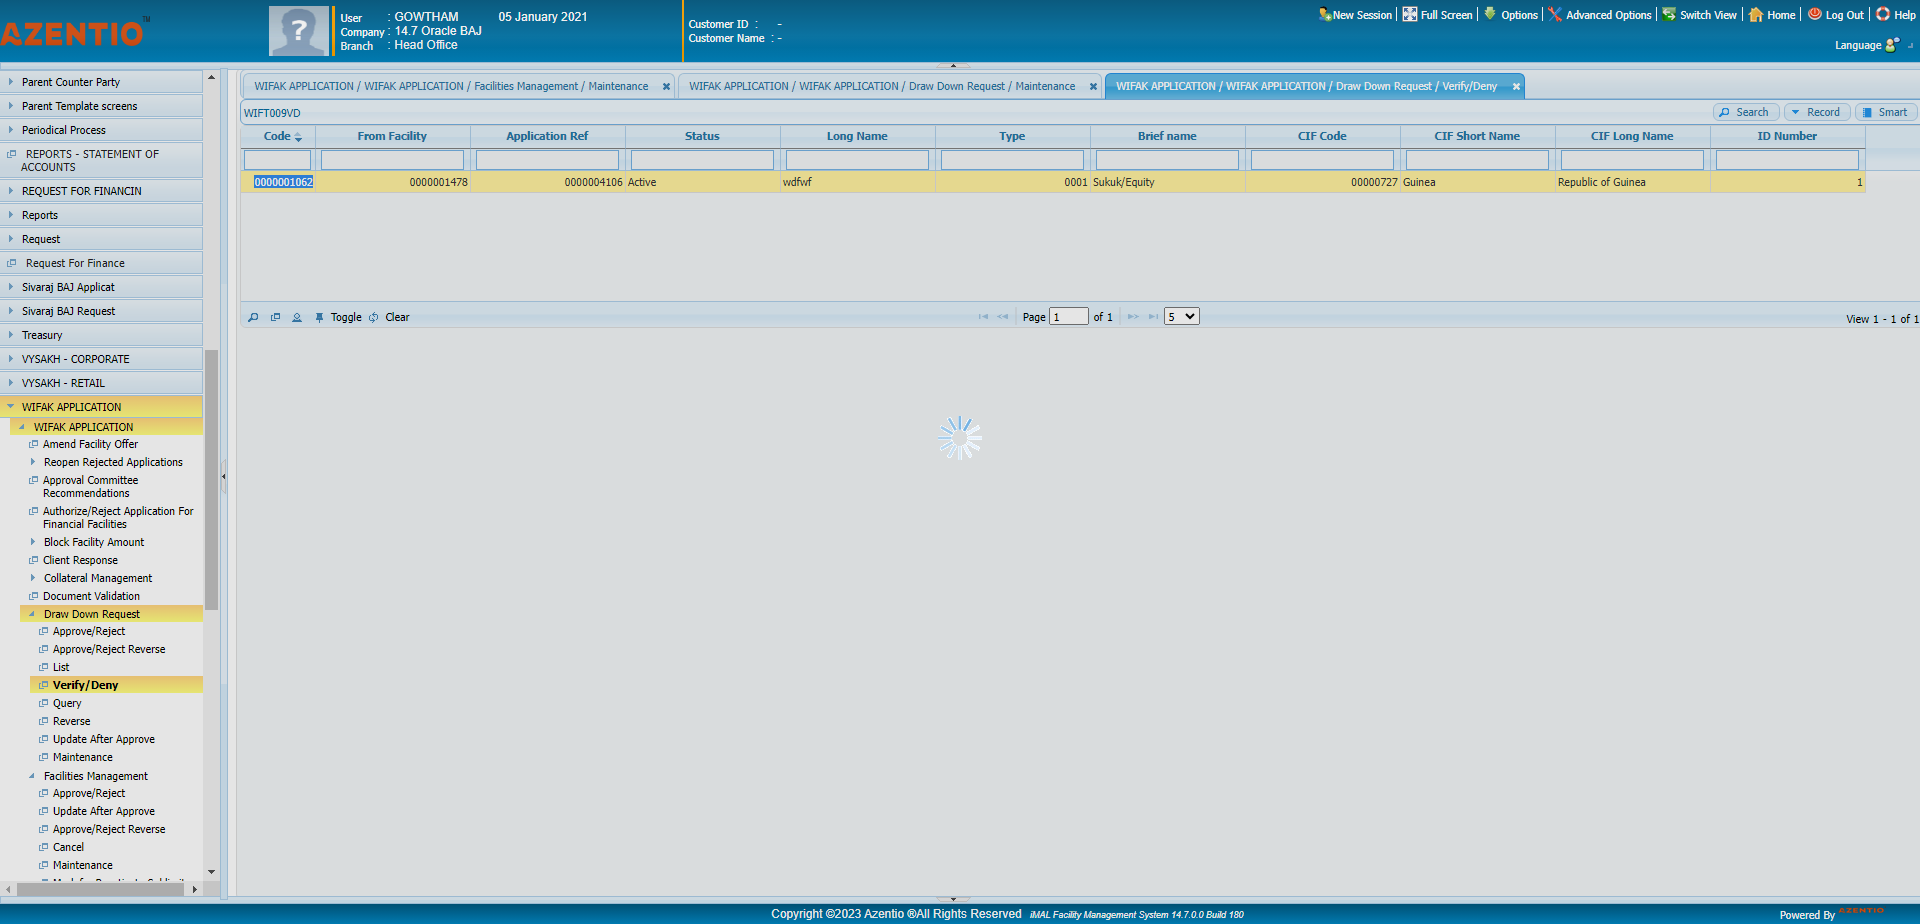 AZENTIO™
User : GOWTHAM 05 January 2021
Company : 14.7 Oracle BAJ
Branch : Head Office
Customer ID : -
Customer Name : -
New Session Full Screen Options Advanced Options Switch View Home Log Out Help
Language
Parent Counter Party
Parent Template screens
Periodical Process
REPORTS - STATEMENT OF
ACCOUNTS
REQUEST FOR FINANCIN
Reports
Request
Request For Finance
Sivaraj BAJ Applicat
Sivaraj BAJ Request
Treasury
VYSAKH - CORPORATE
VYSAKH - RETAIL
WIFAK APPLICATION
WIFAK APPLICATION
Amend Facility Offer
Reopen Rejected Applications
Approval Committee
Recommendations
Authorize/Reject Application For
Financial Facilities
Block Facility Amount
Client Response
Collateral Management
Document Validation
Draw Down Request
Approve/Reject
Approve/Reject Reverse
List
Verify/Deny
Query
Reverse
Update After Approve
Maintenance
Facilities Management
Approve/Reject
Update After Approve
Approve/Reject Reverse
Cancel
Maintenance
WIFAK APPLICATION / WIFAK APPLICATION / Facilities Management / Maintenance
WIFAK APPLICATION / WIFAK APPLICATION / Draw Down Request / Maintenance
WIFAK APPLICATION / WIFAK APPLICATION / Draw Down Request / Verify/Deny
WIFT009VD
Search Record Smart
Code From Facility Application Ref Status Long Name Type Brief name CIF Code CIF Short Name CIF Long Name ID Number
0000001062 0000001478 0000004106 Active wdfwf 0001 Sukuk/Equity 00000727 Guinea Republic of Guinea 1
Toggle Clear
Page 1 of 1 5
View 1 - 1 of 1
Copyright ©2023 Azentio ®All Rights Reserved iMAL Facility Management System 14.7.0.0 Build 180
Powered By AZENTIO